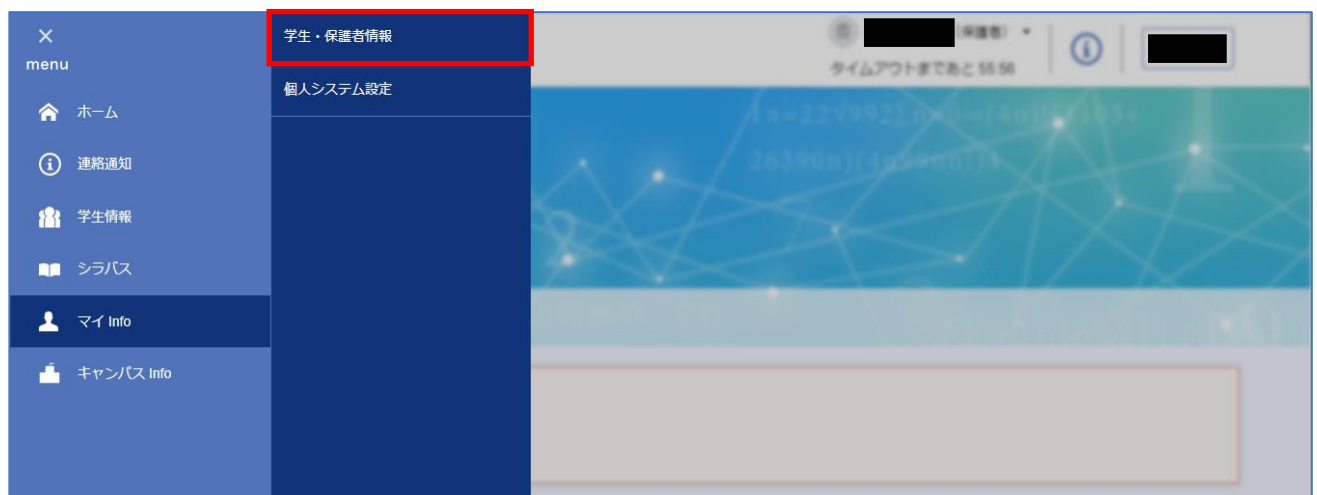 menu
ホーム
連絡通知
学生情報
シラバス
マイ Info
キャンパス Info
学生・保護者情報
個人システム設定
(保護者)
タイムアウトまであと 55:56